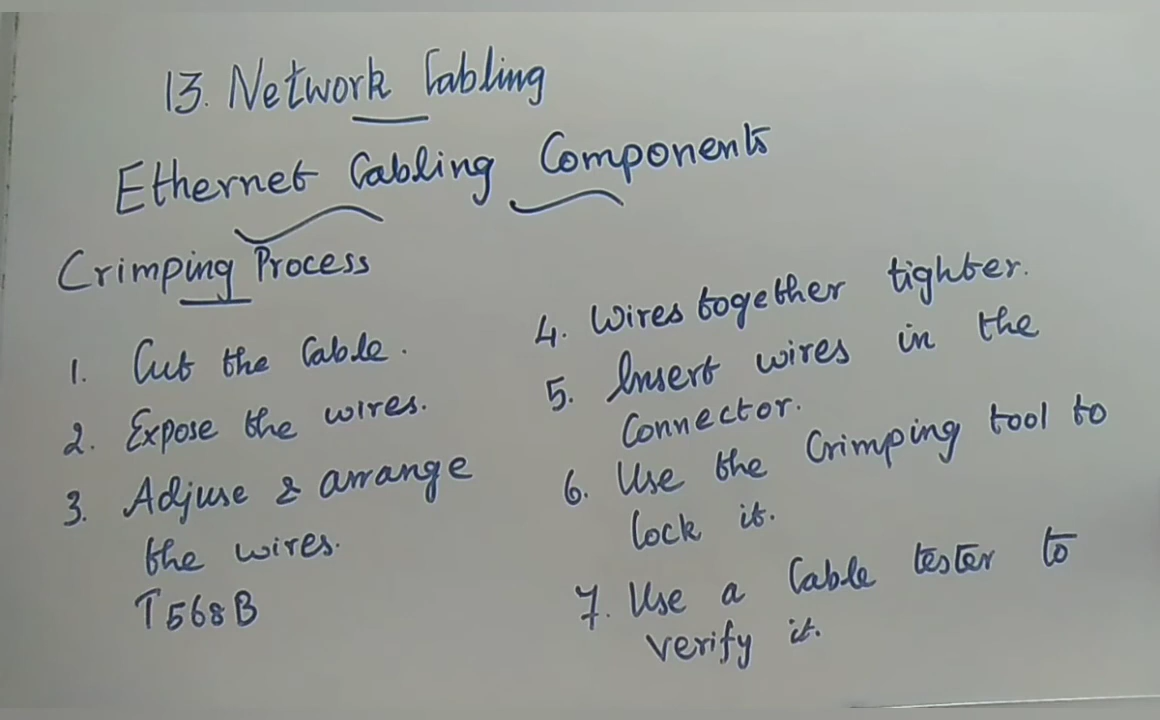 13. Network Cabling
Ethernet Cabling Components
Crimping Process
1. Cut the Cable.
2. Expose the wires.
3. Adjuse & arrange
the wires.
T568B
4. Wires together tighter.
5. Insert wires in the
Connector.
6. Use the Crimping tool to
lock it.
7. Use a Cable tester to
verify it.